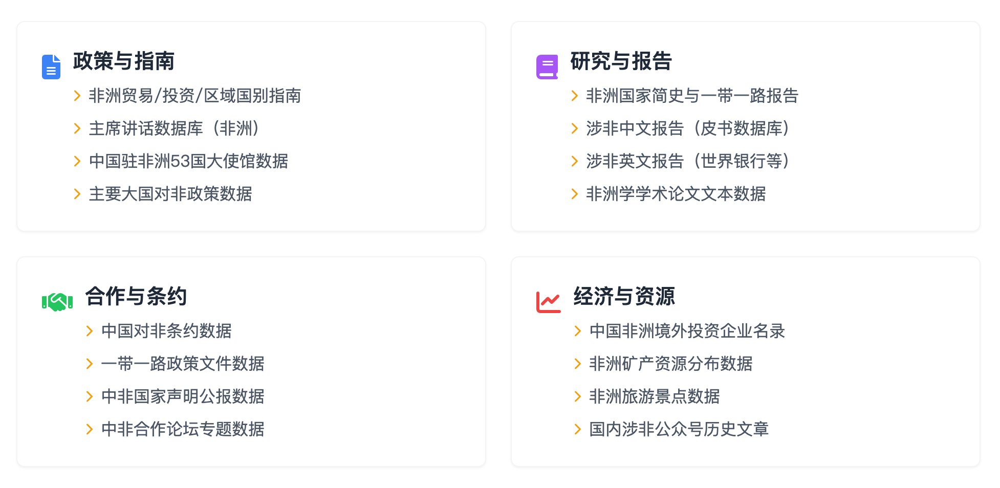 政策与指南
非洲贸易/投资/区域国别指南
主席讲话数据库（非洲）
中国驻非洲53国大使馆数据
主要大国对非政策数据
研究与报告
非洲国家简史与一带一路报告
涉非中文报告（皮书数据库）
涉非英文报告（世界银行等）
非洲学学术论文文本数据
合作与条约
中国对非条约数据
一带一路政策文件数据
中非国家声明公报数据
中非合作论坛专题数据
经济与资源
中国非洲境外投资企业名录
非洲矿产资源分布数据
非洲旅游景点数据
国内涉非公众号历史文章